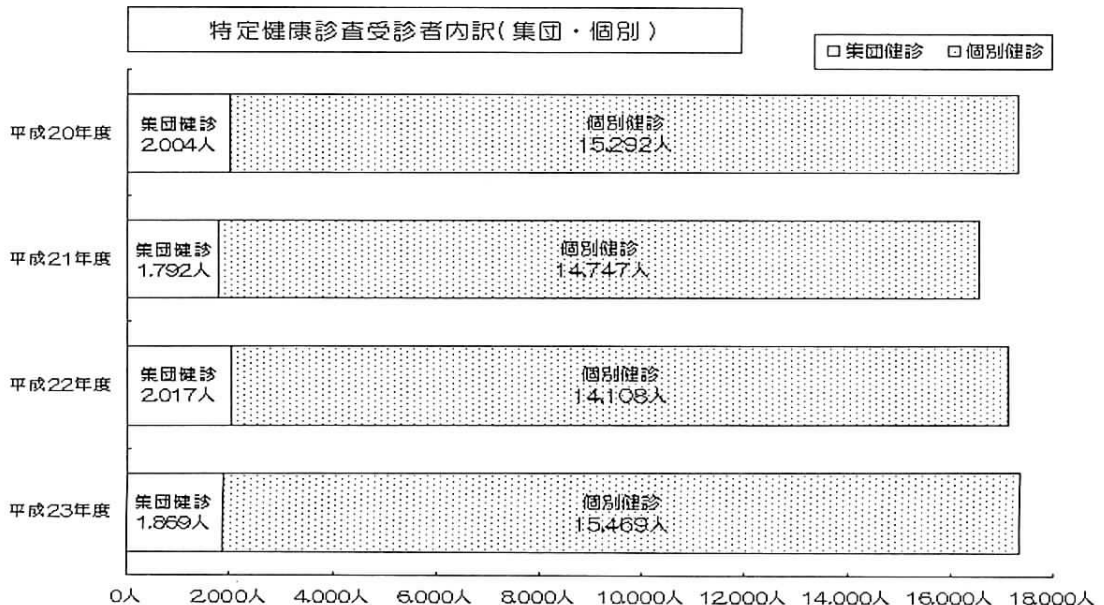 特定健康診査受診者内訳(集団・個別)
集団健診 個別健診
平成20年度
集団健診
2,004人
個別健診
15,292人
平成21年度
集団健診
1,792人
個別健診
14,747人
平成22年度
集団健診
2,017人
個別健診
14,108人
平成23年度
集団健診
1,869人
個別健診
15,469人
0人 2,000人 4,000人 6,000人 8,000人 10,000人 12,000人 14,000人 16,000人 18,000人